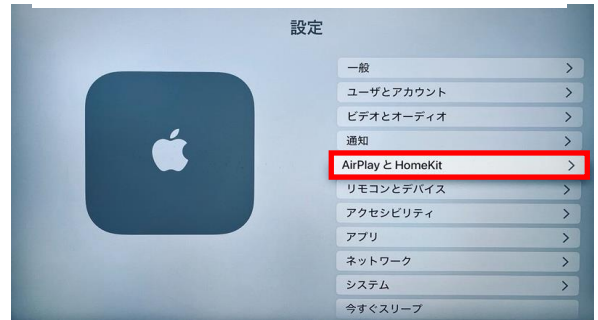 設定
一般
ユーザとアカウント
ビデオとオーディオ
通知
AirPlay と HomeKit
リモコンとデバイス
アクセシビリティ
アプリ
ネットワーク
システム
今すぐスリープ